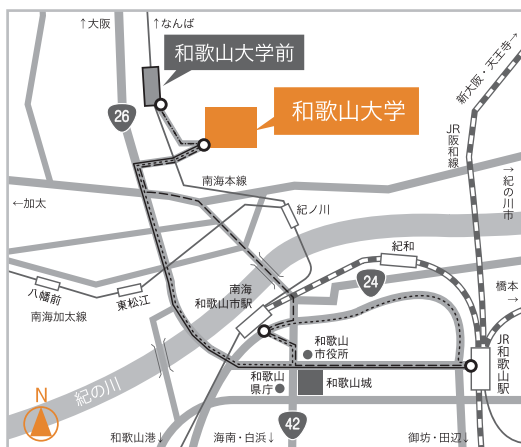 ↑大阪
↑なんば
和歌山大学前
新大阪・天王寺→
26
和歌山大学
JR
阪和線
南海本線
→紀の川市
←加太
紀ノ川
紀和
八幡前
東松江
南海
和歌山市駅
24
橋本→
南海加太線
和歌山
市役所
JR
和歌山駅
紀の川
和歌山
県庁
和歌山城
N
42
和歌山港↓
海南・白浜↓
御坊・田辺↓